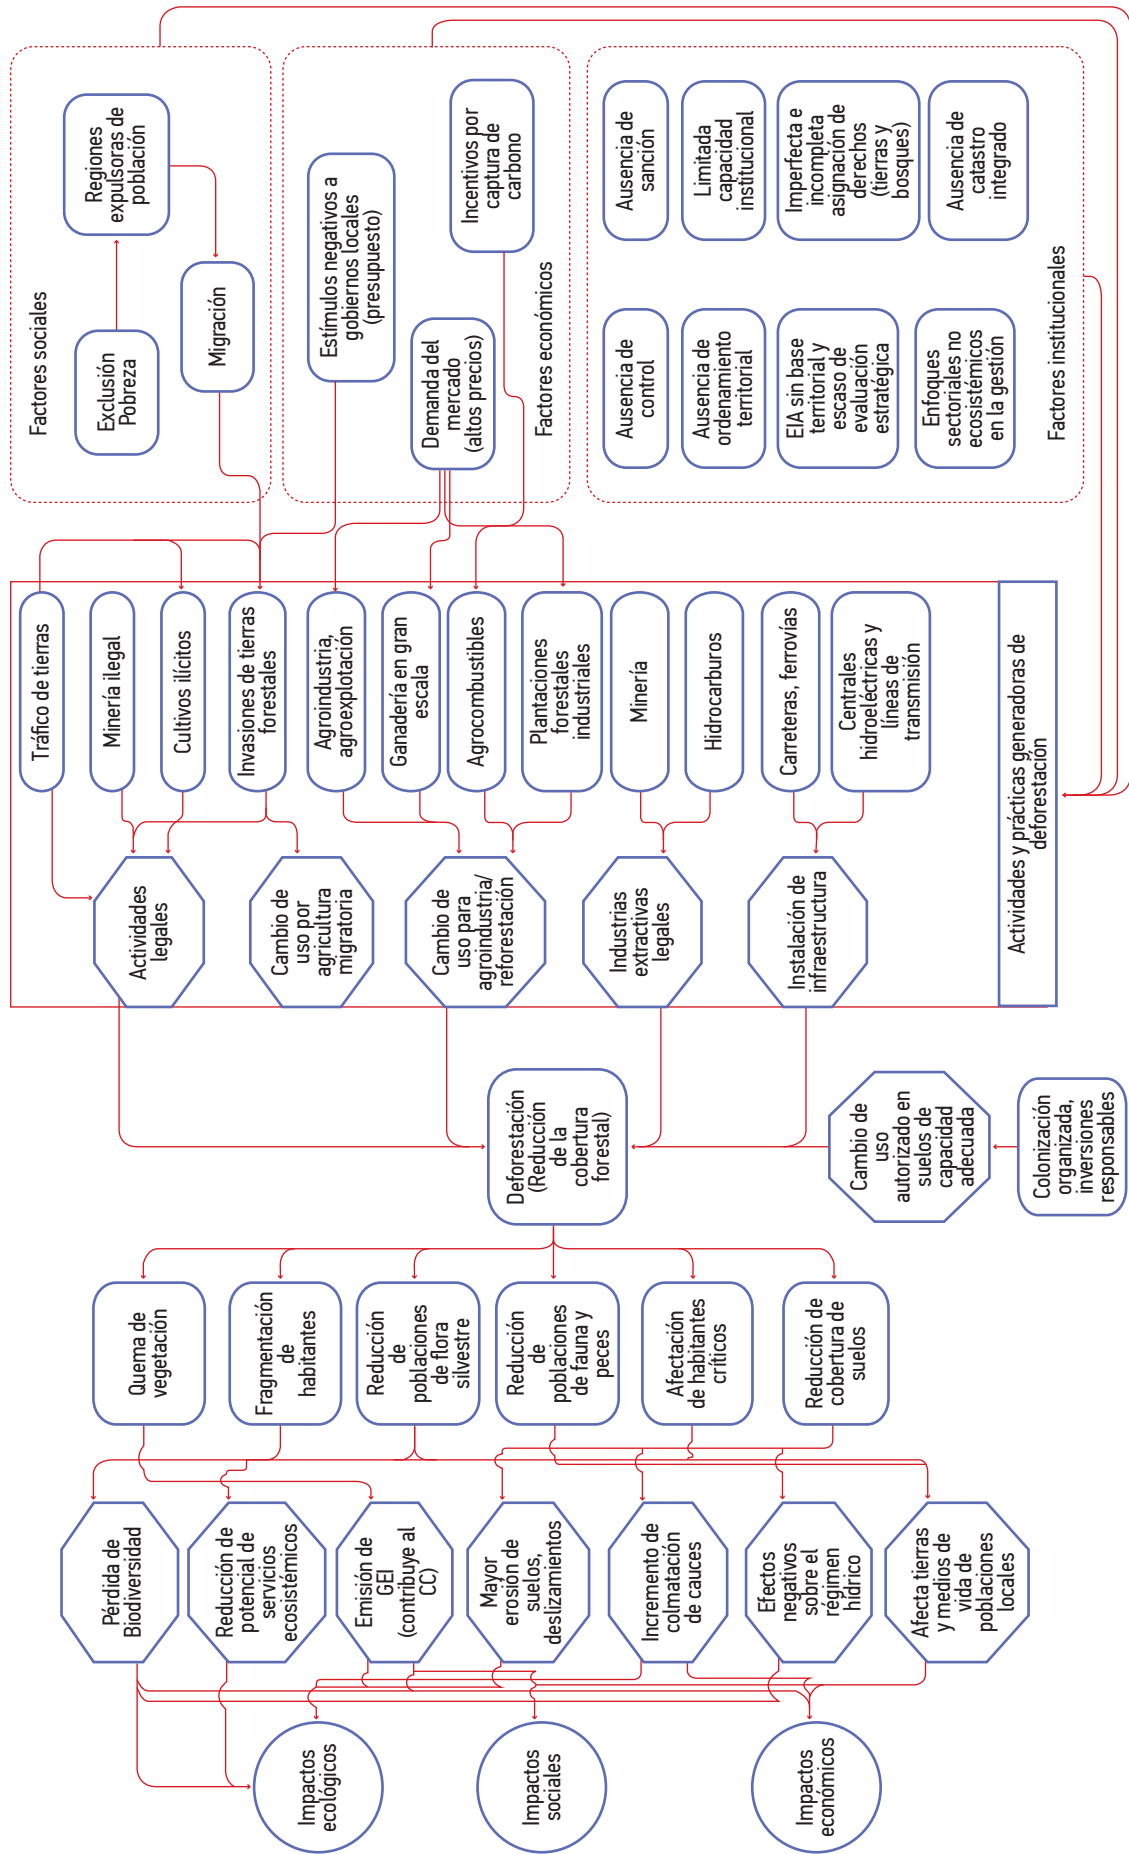 Impactos
ecológicos
Impactos
sociales
Impactos
económicos
Pérdida de
Biodiversidad
Reducción de
potencial de
servicios
ecosistémicos
Emisión de
GEI
(contribuye al
CC)
Mayor
erosión de
suelos,
deslizamientos
Incremento de
colmatación
de cauces
Efectos
negativos
sobre el
régimen
hídrico
Afecta tierras
y medios de
vida de
poblaciones
locales
Quema de
vegetación
Fragmentación
de
habitantes
Reducción
de
poblaciones
de flora
silvestre
Reducción
de
poblaciones
de fauna y
peces
Afectación
de habitantes
críticos
Reducción de
cobertura de
suelos
Deforestación
(Reducción
de la
cobertura
forestal)
Cambio de
uso
autorizado en
suelos de
capacidad
adecuada
Colonización
organizada,
inversiones
responsables
Actividades
legales
Cambio de
uso por
agricultura
migratoria
Cambio de
uso para
agroindustria/
reforestación
Industrias
extractivas
legales
Instalación de
infraestructura
Tráfico de tierras
Minería ilegal
Cultivos ilícitos
Invasiones de tierras
forestales
Agroindustria,
agroexplotación
Ganadería en gran
escala
Agrocombustibles
Plantaciones
forestales
industriales
Minería
Hidrocarburos
Carreteras, ferrovías
Centrales
hidroeléctricas y
líneas de
transmisión
Actividades y prácticas generadoras de
deforestación
Factores sociales
Exclusión
Pobreza
Regiones
expulsoras de
población
Migración
Estímulos negativos a
gobiernos locales
(presupuesto)
Demanda del
mercado
(altos precios)
Incentivos por
captura de
carbono
Factores económicos
Ausencia de
control
Ausencia de
sanción
Ausencia de
ordenamiento
territorial
Limitada
capacidad
institucional
EIA sin base
territorial y
escaso de
evaluación
estratégica
Imperfecta e
incompleta
asignación de
derechos
(tierras y
bosques)
Enfoques
sectoriales no
ecosistémicos
en la gestión
Ausencia de
catastro
integrado
Factores institucionales